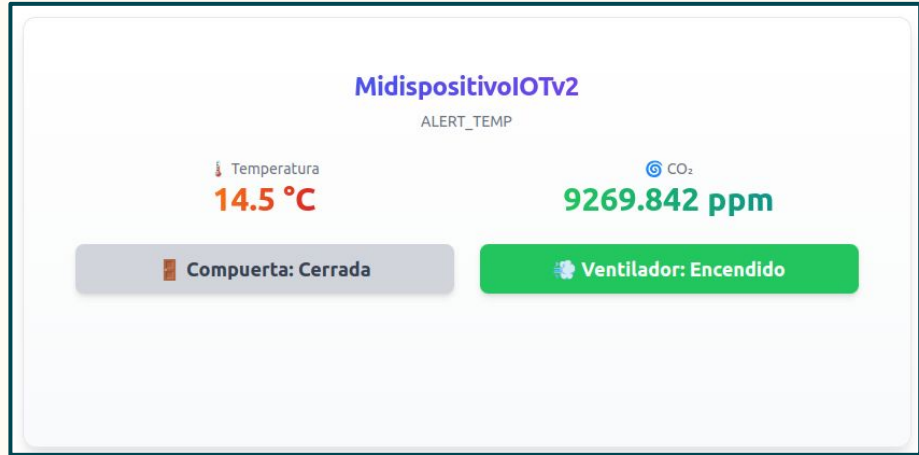 MidispositivoIOTv2
ALERT_TEMP
🌡️ Temperatura
14.5 °C
🌀 CO₂
9269.842 ppm
🚪 Compuerta: Cerrada
💨 Ventilador: Encendido